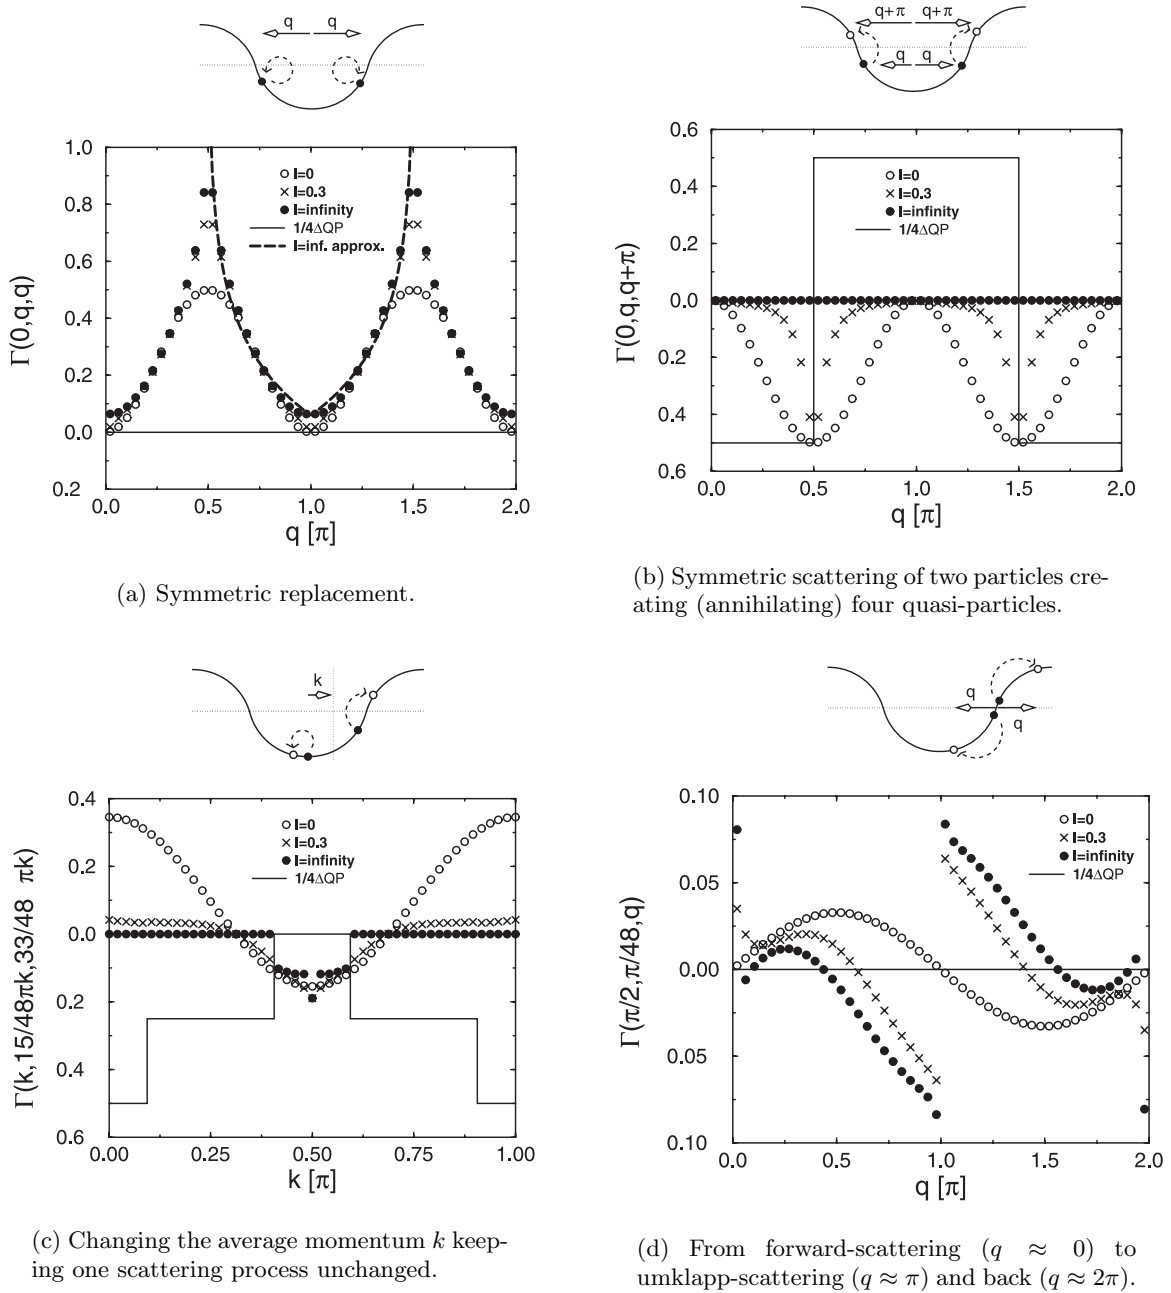 q q
q+π q+π
q q
1.0
0.8
0.6
0.4
0.2
0.0
0.2
Γ(0,q,q)
I=0
I=0.3
I=infinity
1/4ΔQP
I=inf. approx.
0.0 0.5 1.0 1.5 2.0
q [π]
(a) Symmetric replacement.
0.6
0.4
0.2
0.0
0.2
0.4
0.6
Γ(0,q,q+π)
I=0
I=0.3
I=infinity
1/4ΔQP
0.0 0.5 1.0 1.5 2.0
q [π]
(b) Symmetric scattering of two particles cre-
ating (annihilating) four quasi-particles.
k
0.4
0.2
0.0
0.2
0.4
0.6
Γ(k,15/48πk,33/48 πk)
I=0
I=0.3
I=infinity
1/4ΔQP
0.00 0.25 0.50 0.75 1.00
k [π]
(c) Changing the average momentum k keep-
ing one scattering process unchanged.
q
q
0.10
0.05
0.00
0.05
0.10
Γ(π/2,π/48,q)
I=0
I=0.3
I=infinity
1/4ΔQP
0.0 0.5 1.0 1.5 2.0
q [π]
(d) From forward-scattering (q ≈ 0) to
umklapp-scattering (q ≈ π) and back (q ≈ 2π).